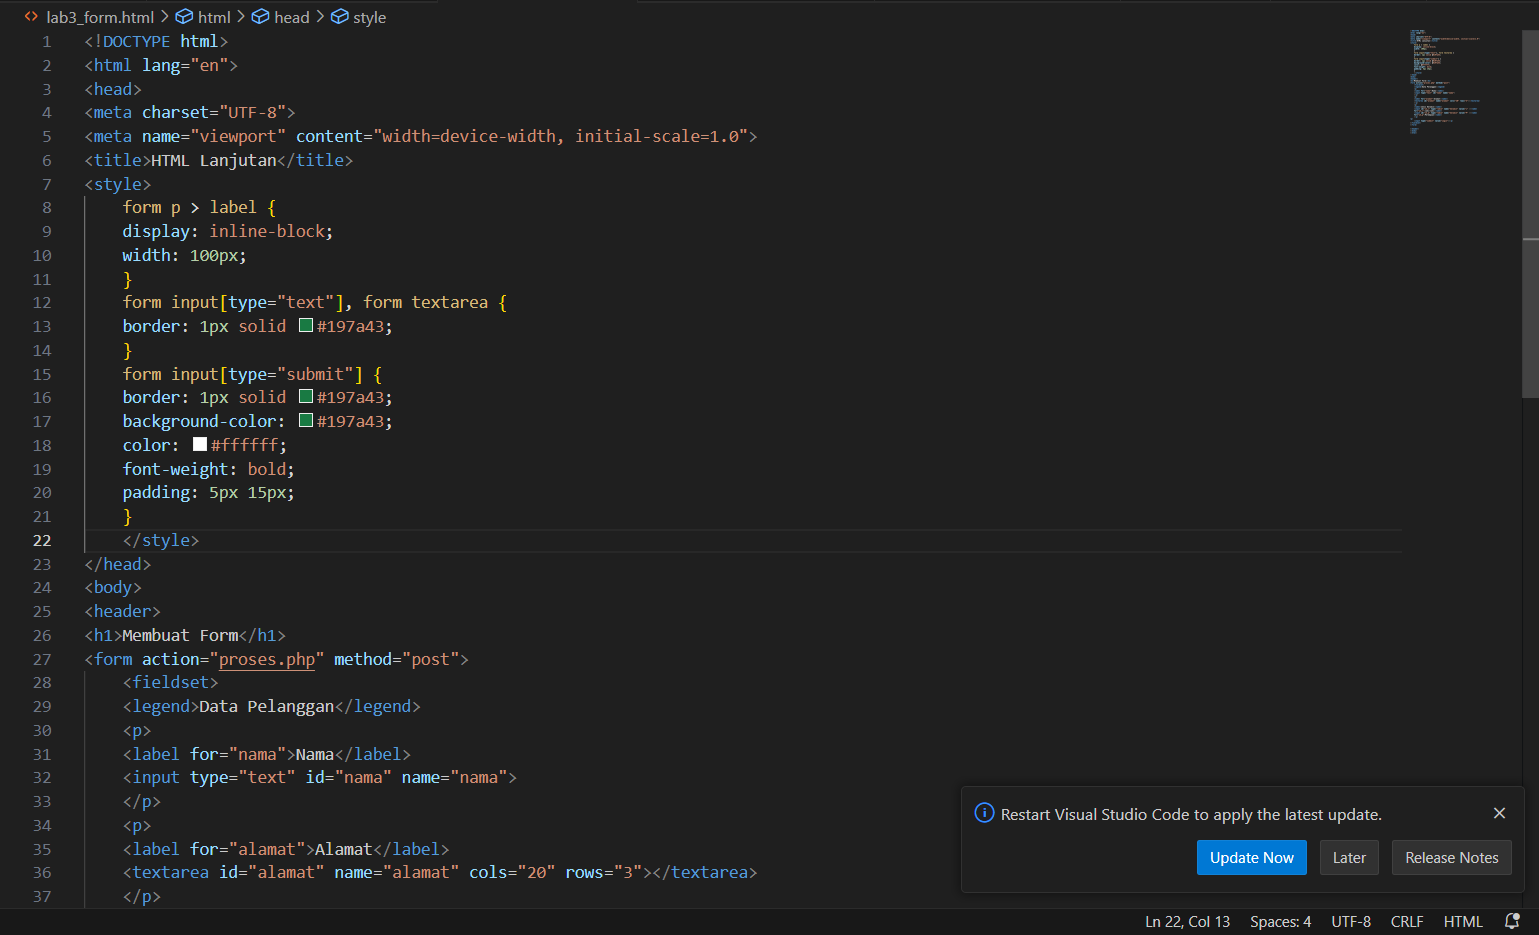 lab3_form.html > html > head > style
1 <!DOCTYPE html>
2 <html lang="en">
3 <head>
4 <meta charset="UTF-8">
5 <meta name="viewport" content="width=device-width, initial-scale=1.0">
6 <title>HTML Lanjutan</title>
7 <style>
8 form p > label {
9 display: inline-block;
10 width: 100px;
11 }
12 form input[type="text"], form textarea {
13 border: 1px solid #197a43;
14 }
15 form input[type="submit"] {
16 border: 1px solid #197a43;
17 background-color: #197a43;
18 color: #ffffff;
19 font-weight: bold;
20 padding: 5px 15px;
21 }
22 </style>
23 </head>
24 <body>
25 <header>
26 <h1>Membuat Form</h1>
27 <form action="proses.php" method="post">
28 <fieldset>
29 <legend>Data Pelanggan</legend>
30 <p>
31 <label for="nama">Nama</label>
32 <input type="text" id="nama" name="nama">
33 </p>
34 <p>
35 <label for="alamat">Alamat</label>
36 <textarea id="alamat" name="alamat" cols="20" rows="3"></textarea>
37 </p>
Restart Visual Studio Code to apply the latest update.
Update Now Later Release Notes
Ln 22, Col 13 Spaces: 4 UTF-8 CRLF HTML